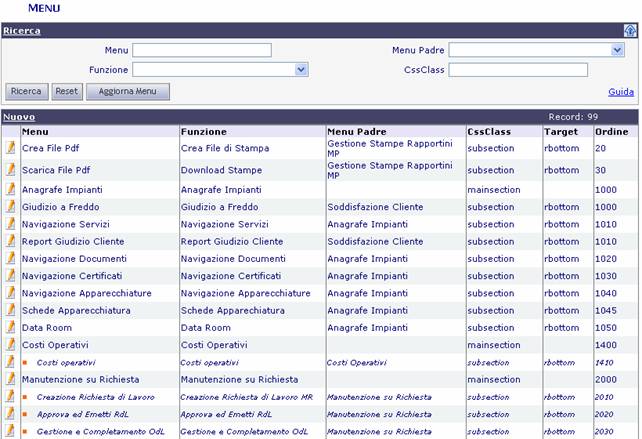 MENU
Ricerca
Menu Menu Padre
Funzione CssClass
Ricerca Reset Aggiorna Menu Guida
Nuovo Record: 99
Menu Funzione Menu Padre CssClass Target Ordine
Crea File Pdf Crea File di Stampa Gestione Stampe Rapportini MP subsection rbottom 20
Scarica File Pdf Download Stampe Gestione Stampe Rapportini MP subsection rbottom 30
Anagrafe Impianti Anagrafe Impianti mainsection 1000
Giudizio a Freddo Giudizio a Freddo Soddisfazione Cliente subsection rbottom 1000
Navigazione Servizi Navigazione Servizi Anagrafe Impianti subsection rbottom 1010
Report Giudizio Cliente Report Giudizio Cliente Soddisfazione Cliente subsection rbottom 1010
Navigazione Documenti Navigazione Documenti Anagrafe Impianti subsection rbottom 1020
Navigazione Certificati Navigazione Certificati Anagrafe Impianti subsection rbottom 1030
Navigazione Apparecchiature Navigazione Apparecchiature Anagrafe Impianti subsection rbottom 1040
Schede Apparecchiatura Schede Apparecchiatura Anagrafe Impianti subsection rbottom 1045
Data Room Data Room Anagrafe Impianti subsection rbottom 1050
Costi Operativi Costi Operativi mainsection 1400
Costi operativi Costi operativi Costi Operativi subsection rbottom 1410
Manutenzione su Richiesta Manutenzione su Richiesta mainsection 2000
Creazione Richiesta di Lavoro Creazione Richiesta di Lavoro MR Manutenzione su Richiesta subsection rbottom 2010
Approva ed Emetti RdL Approva ed Emetti RdL Manutenzione su Richiesta subsection rbottom 2020
Gestione e Completamento OdL Gestione e Completamento OdL Manutenzione su Richiesta subsection rbottom 2030